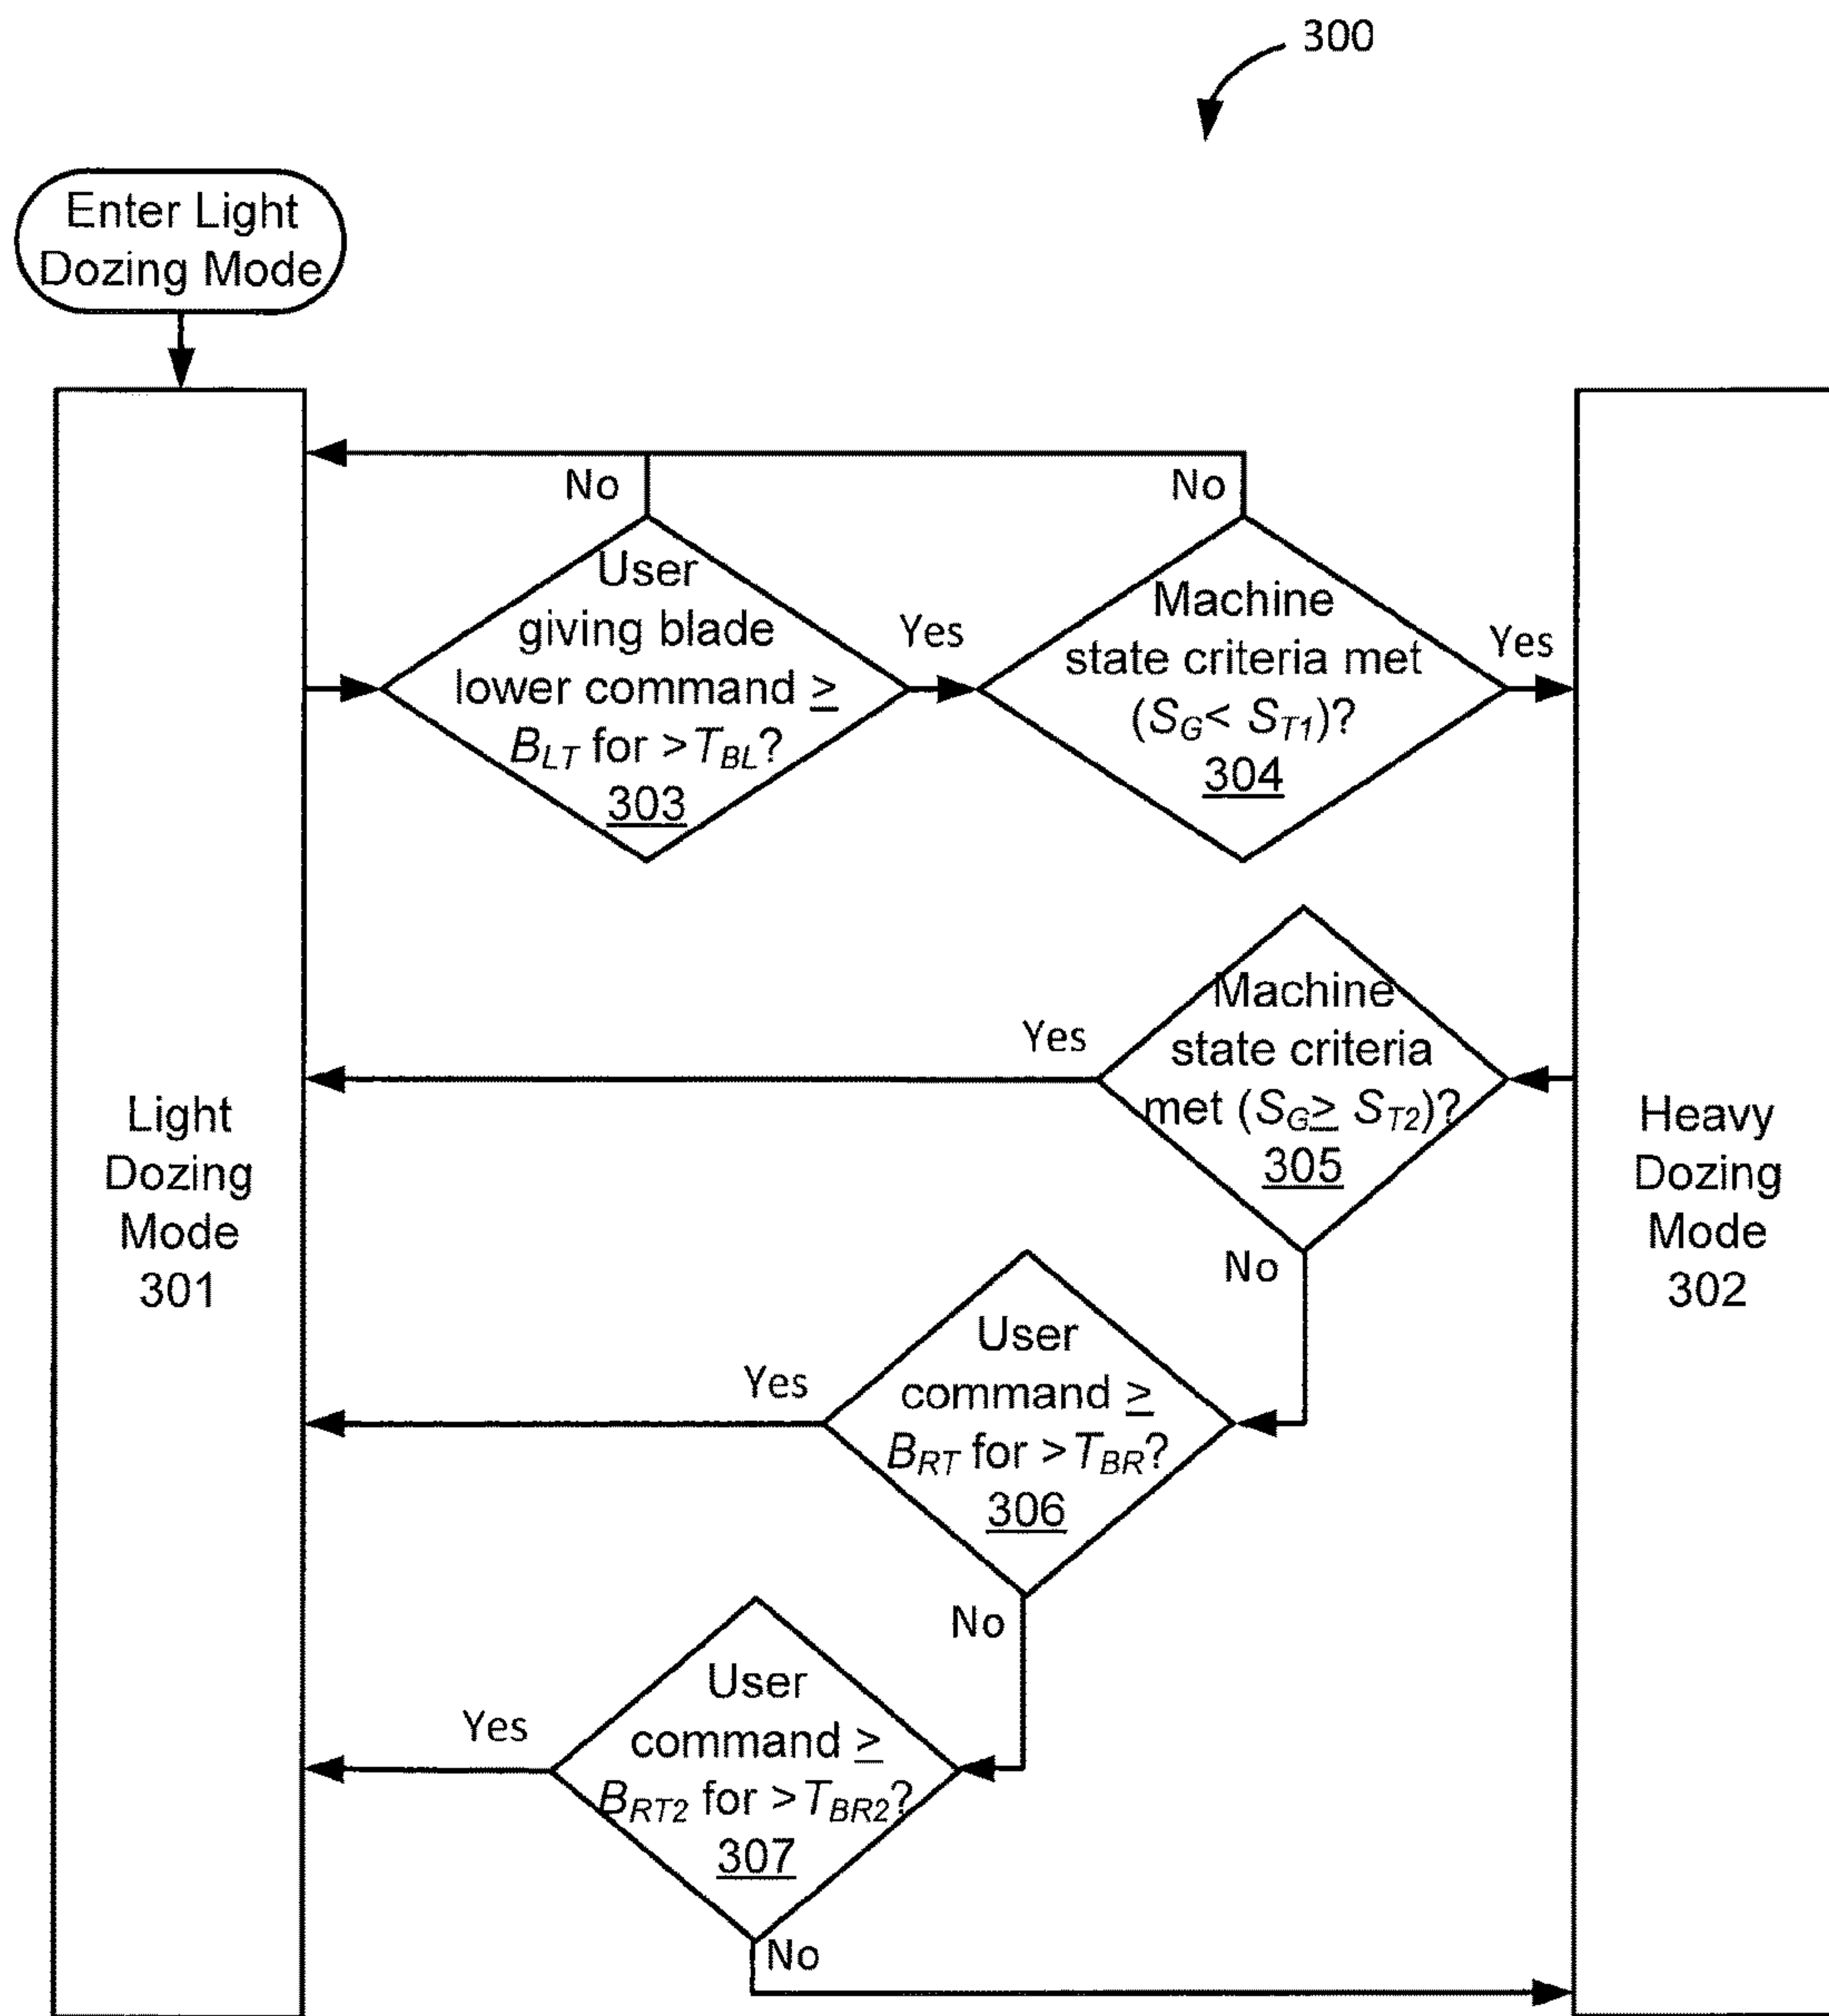 300
Enter Light
Dozing Mode
No
No
User
giving blade
lower command ≥
B_LT for >T_BL?
303
Yes
Machine
state criteria met
(S_G< S_T1)?
304
Yes
Machine
state criteria
met (S_G≥ S_T2)?
305
Yes
No
Light
Dozing
Mode
301
Heavy
Dozing
Mode
302
User
command ≥
B_RT for >T_BR?
306
Yes
No
User
command ≥
B_RT2 for >T_BR2?
307
Yes
No